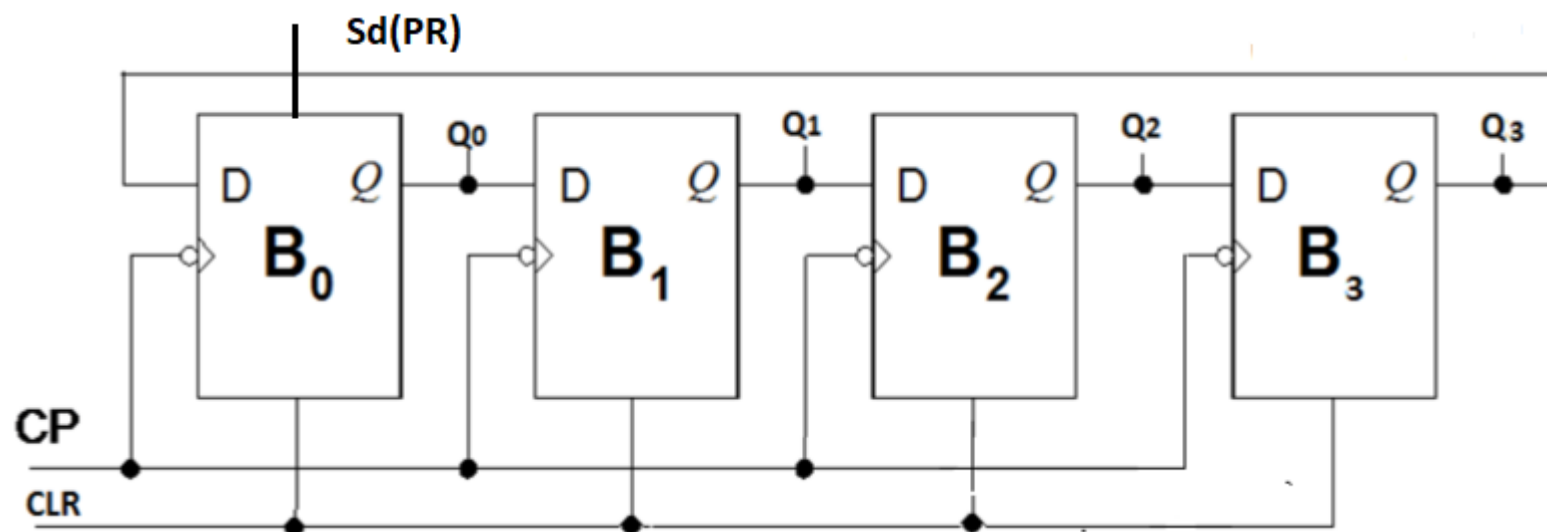 Sd(PR)
Q0 Q1 Q2 Q3
D Q D Q D Q D Q
B0 B1 B2 B3
CP
CLR